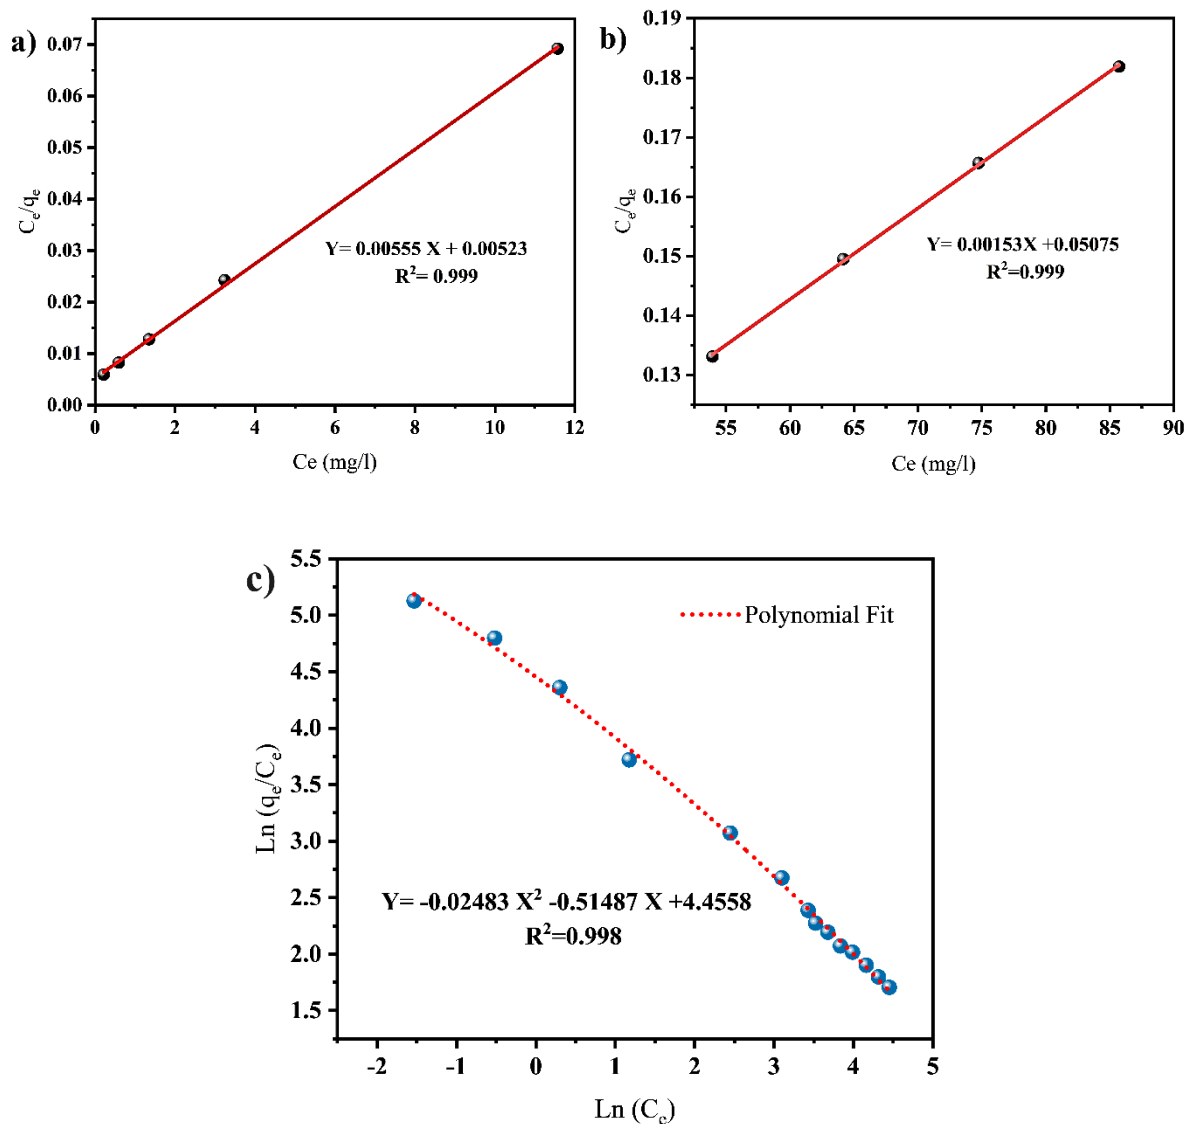 a)
0.07
0.06
0.05
0.04
0.03
0.02
0.01
0.00
Ce/qe
Y= 0.00555 X + 0.00523
R2= 0.999
0 2 4 6 8 10 12
Ce (mg/l)
b)
0.19
0.18
0.17
0.16
0.15
0.14
0.13
Ce/qe
Y= 0.00153X +0.05075
R2=0.999
55 60 65 70 75 80 85 90
Ce (mg/l)
c)
5.5
5.0
4.5
4.0
3.5
3.0
2.5
2.0
1.5
Ln (qe/Ce)
Polynomial Fit
Y= -0.02483 X2 -0.51487 X +4.4558
R2=0.998
-2 -1 0 1 2 3 4 5
Ln (Ce)